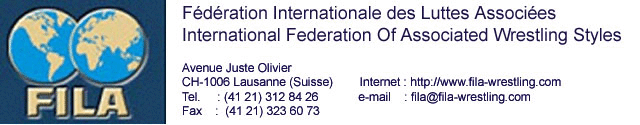 Fédération Internationale des Luttes Associées
International Federation Of Associated Wrestling Styles
Avenue Juste Olivier
CH-1006 Lausanne (Suisse) Internet : http://www.fila-wrestling.com
Tel. : (41 21) 312 84 26 e-mail : fila@fila-wrestling.com
Fax : (41 21) 323 60 73
FILA